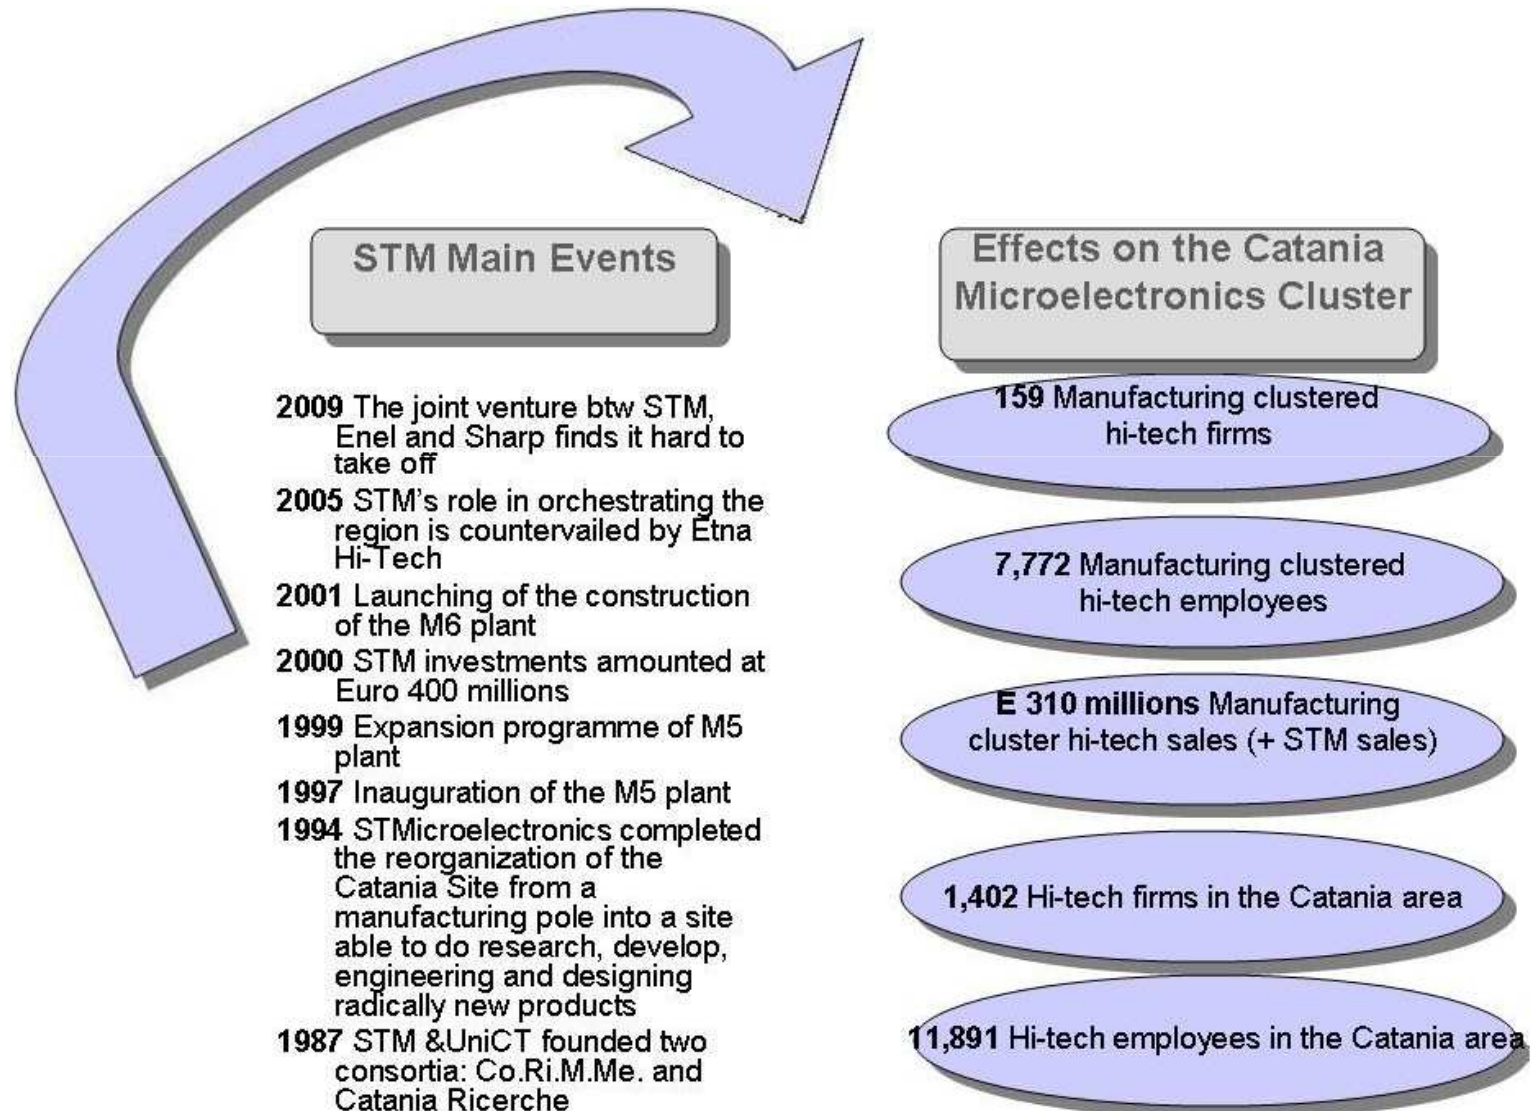 STM Main Events
2009 The joint venture btw STM,
Enel and Sharp finds it hard to
take off
2005 STM's role in orchestrating the
region is countervailed by Etna
Hi-Tech
2001 Launching of the construction
of the M6 plant
2000 STM investments amounted at
Euro 400 millions
1999 Expansion programme of M5
plant
1997 Inauguration of the M5 plant
1994 STMicroelectronics completed
the reorganization of the
Catania Site from a
manufacturing pole into a site
able to do research, develop,
engineering and designing
radically new products
1987 STM &UniCT founded two
consortia: Co.Ri.M.Me. and
Catania Ricerche
Effects on the Catania
Microelectronics Cluster
159 Manufacturing clustered
hi-tech firms
7,772 Manufacturing clustered
hi-tech employees
E 310 millions Manufacturing
cluster hi-tech sales (+ STM sales)
1,402 Hi-tech firms in the Catania area
11,891 Hi-tech employees in the Catania area